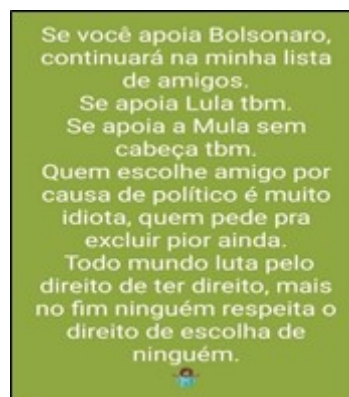 Se você apoia Bolsonaro,
continuará na minha lista
de amigos.
Se apoia Lula tbm.
Se apoia a Mula sem
cabeça tbm.
Quem escolhe amigo por
causa de político é muito
idiota, quem pede pra
excluir pior ainda.
Todo mundo luta pelo
direito de ter direito, mais
no fim ninguém respeita o
direito de escolha de
ninguém.